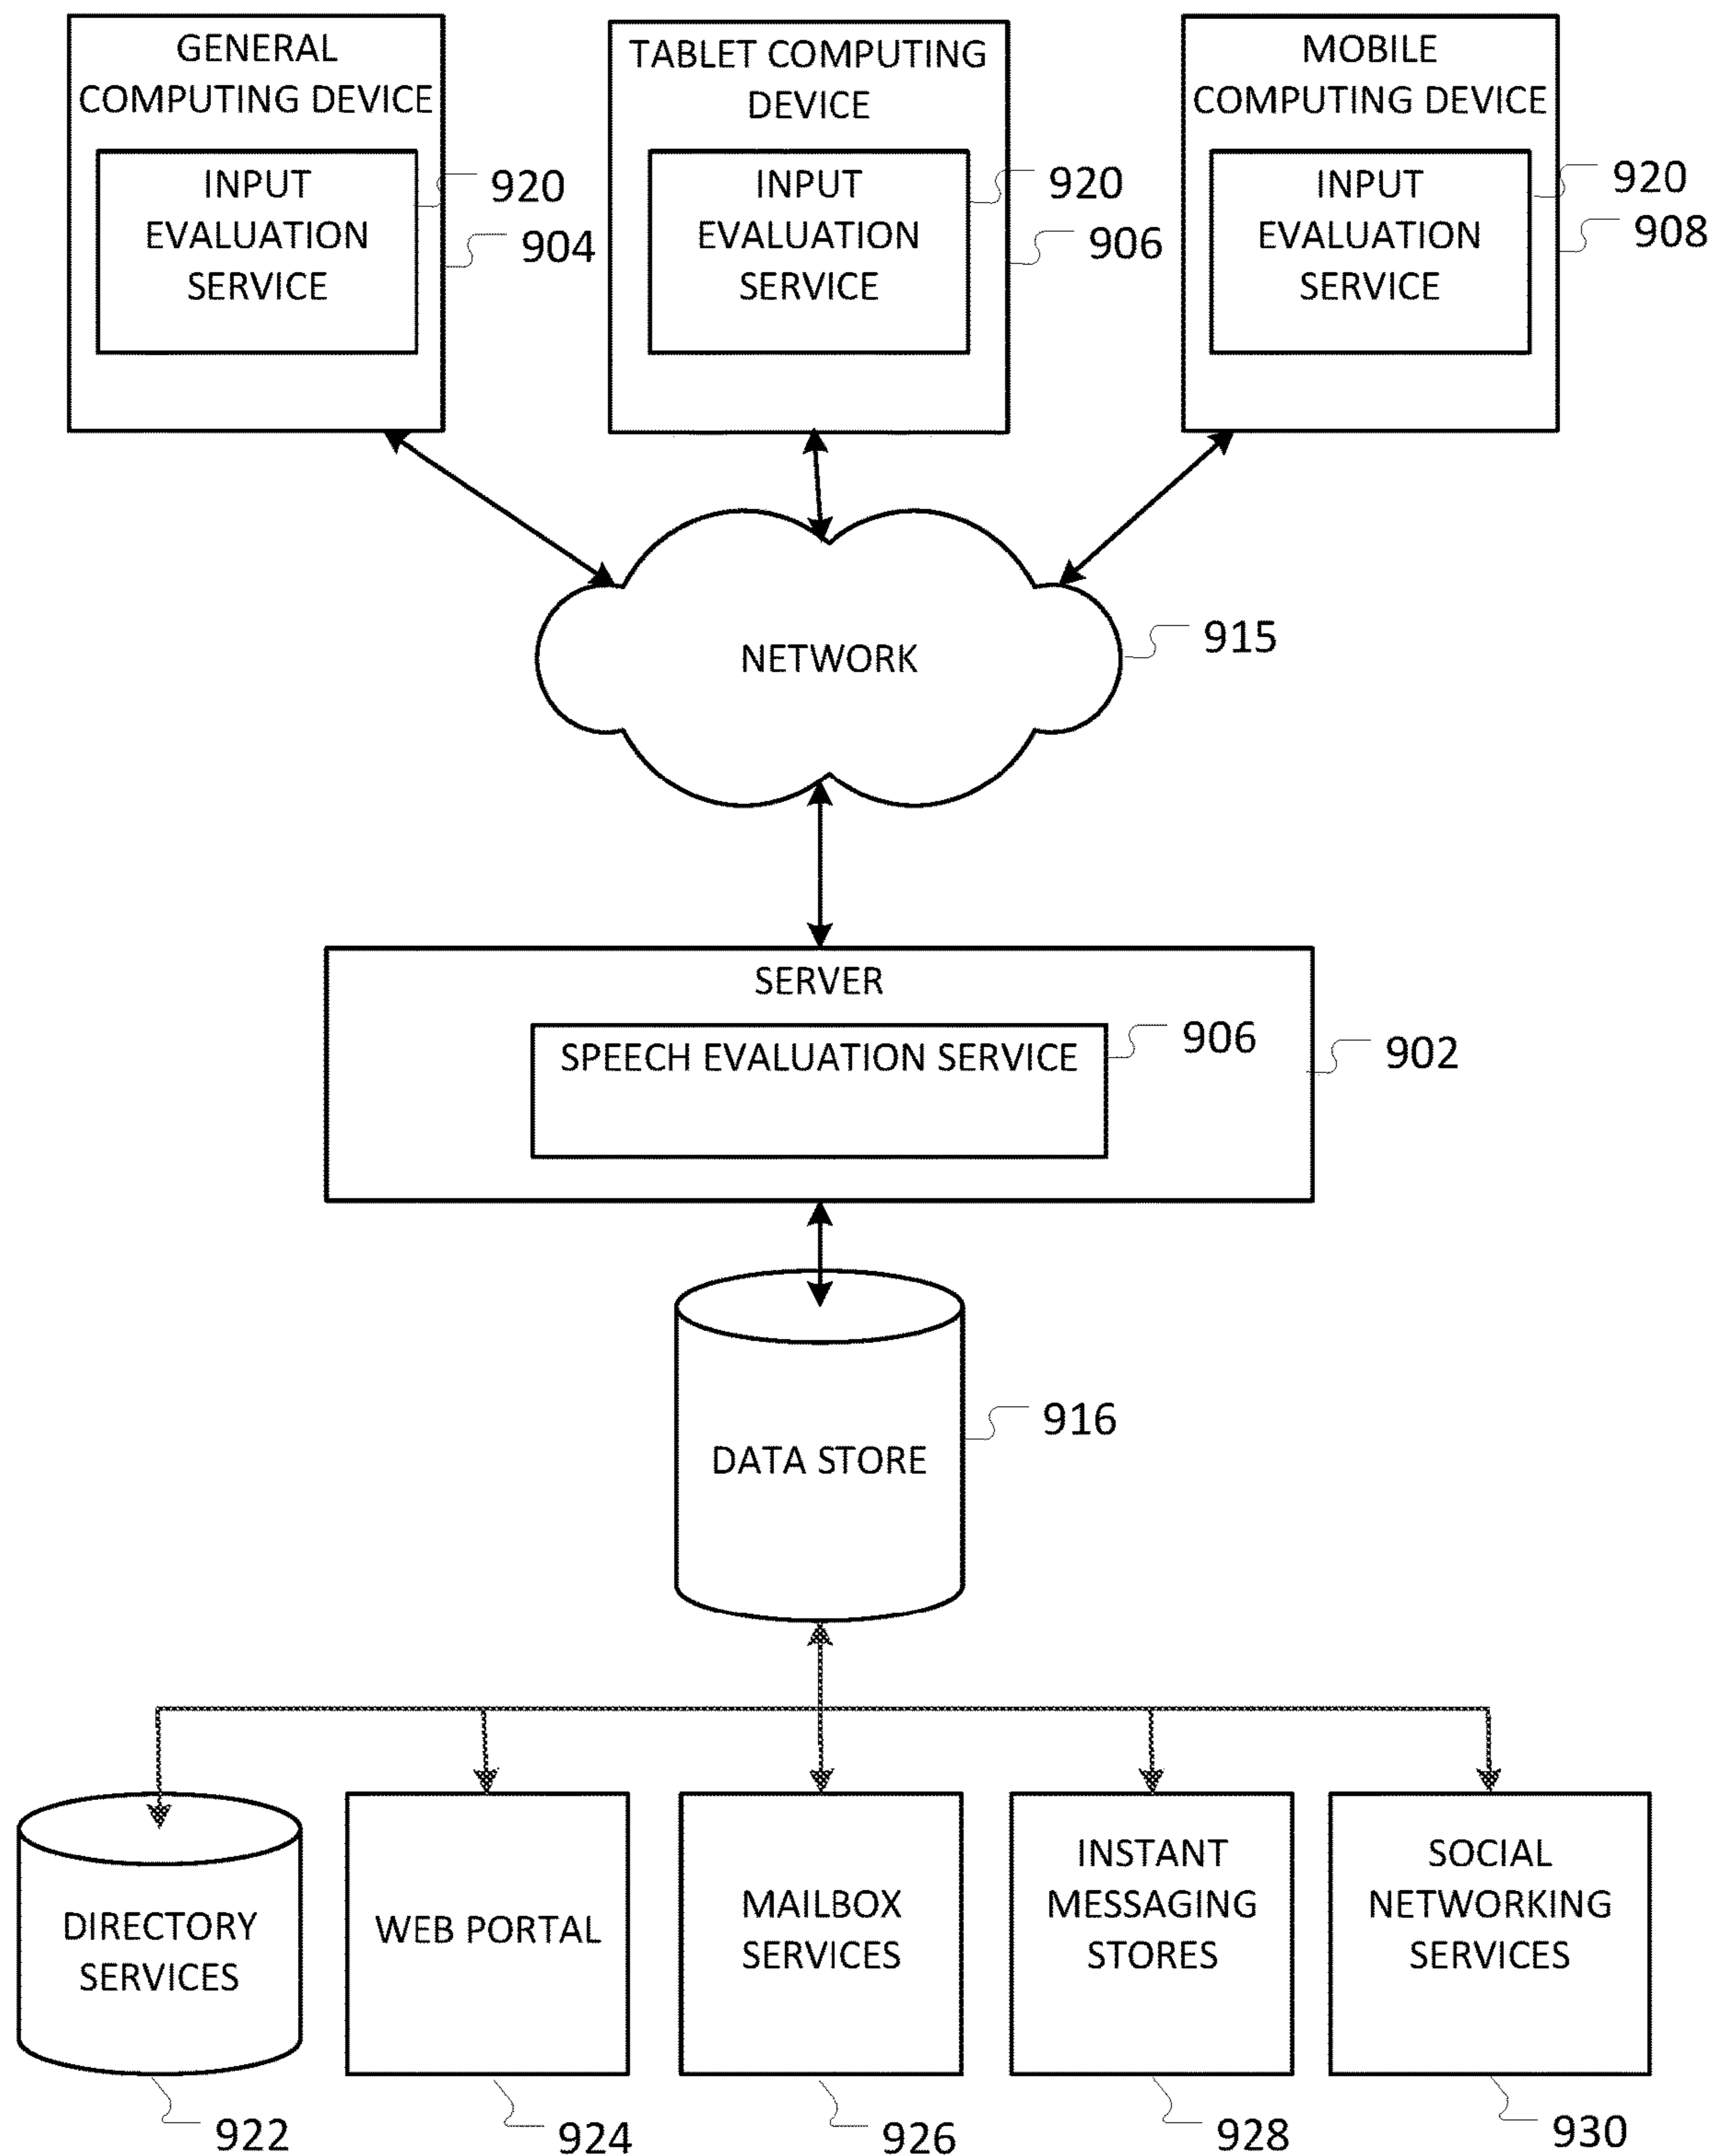 GENERAL
COMPUTING DEVICE
INPUT
EVALUATION
SERVICE
920
904
TABLET COMPUTING
DEVICE
INPUT
EVALUATION
SERVICE
920
906
MOBILE
COMPUTING DEVICE
INPUT
EVALUATION
SERVICE
920
908
NETWORK
915
SERVER
SPEECH EVALUATION SERVICE
906
902
DATA STORE
916
DIRECTORY
SERVICES
922
WEB PORTAL
924
MAILBOX
SERVICES
926
INSTANT
MESSAGING
STORES
928
SOCIAL
NETWORKING
SERVICES
930